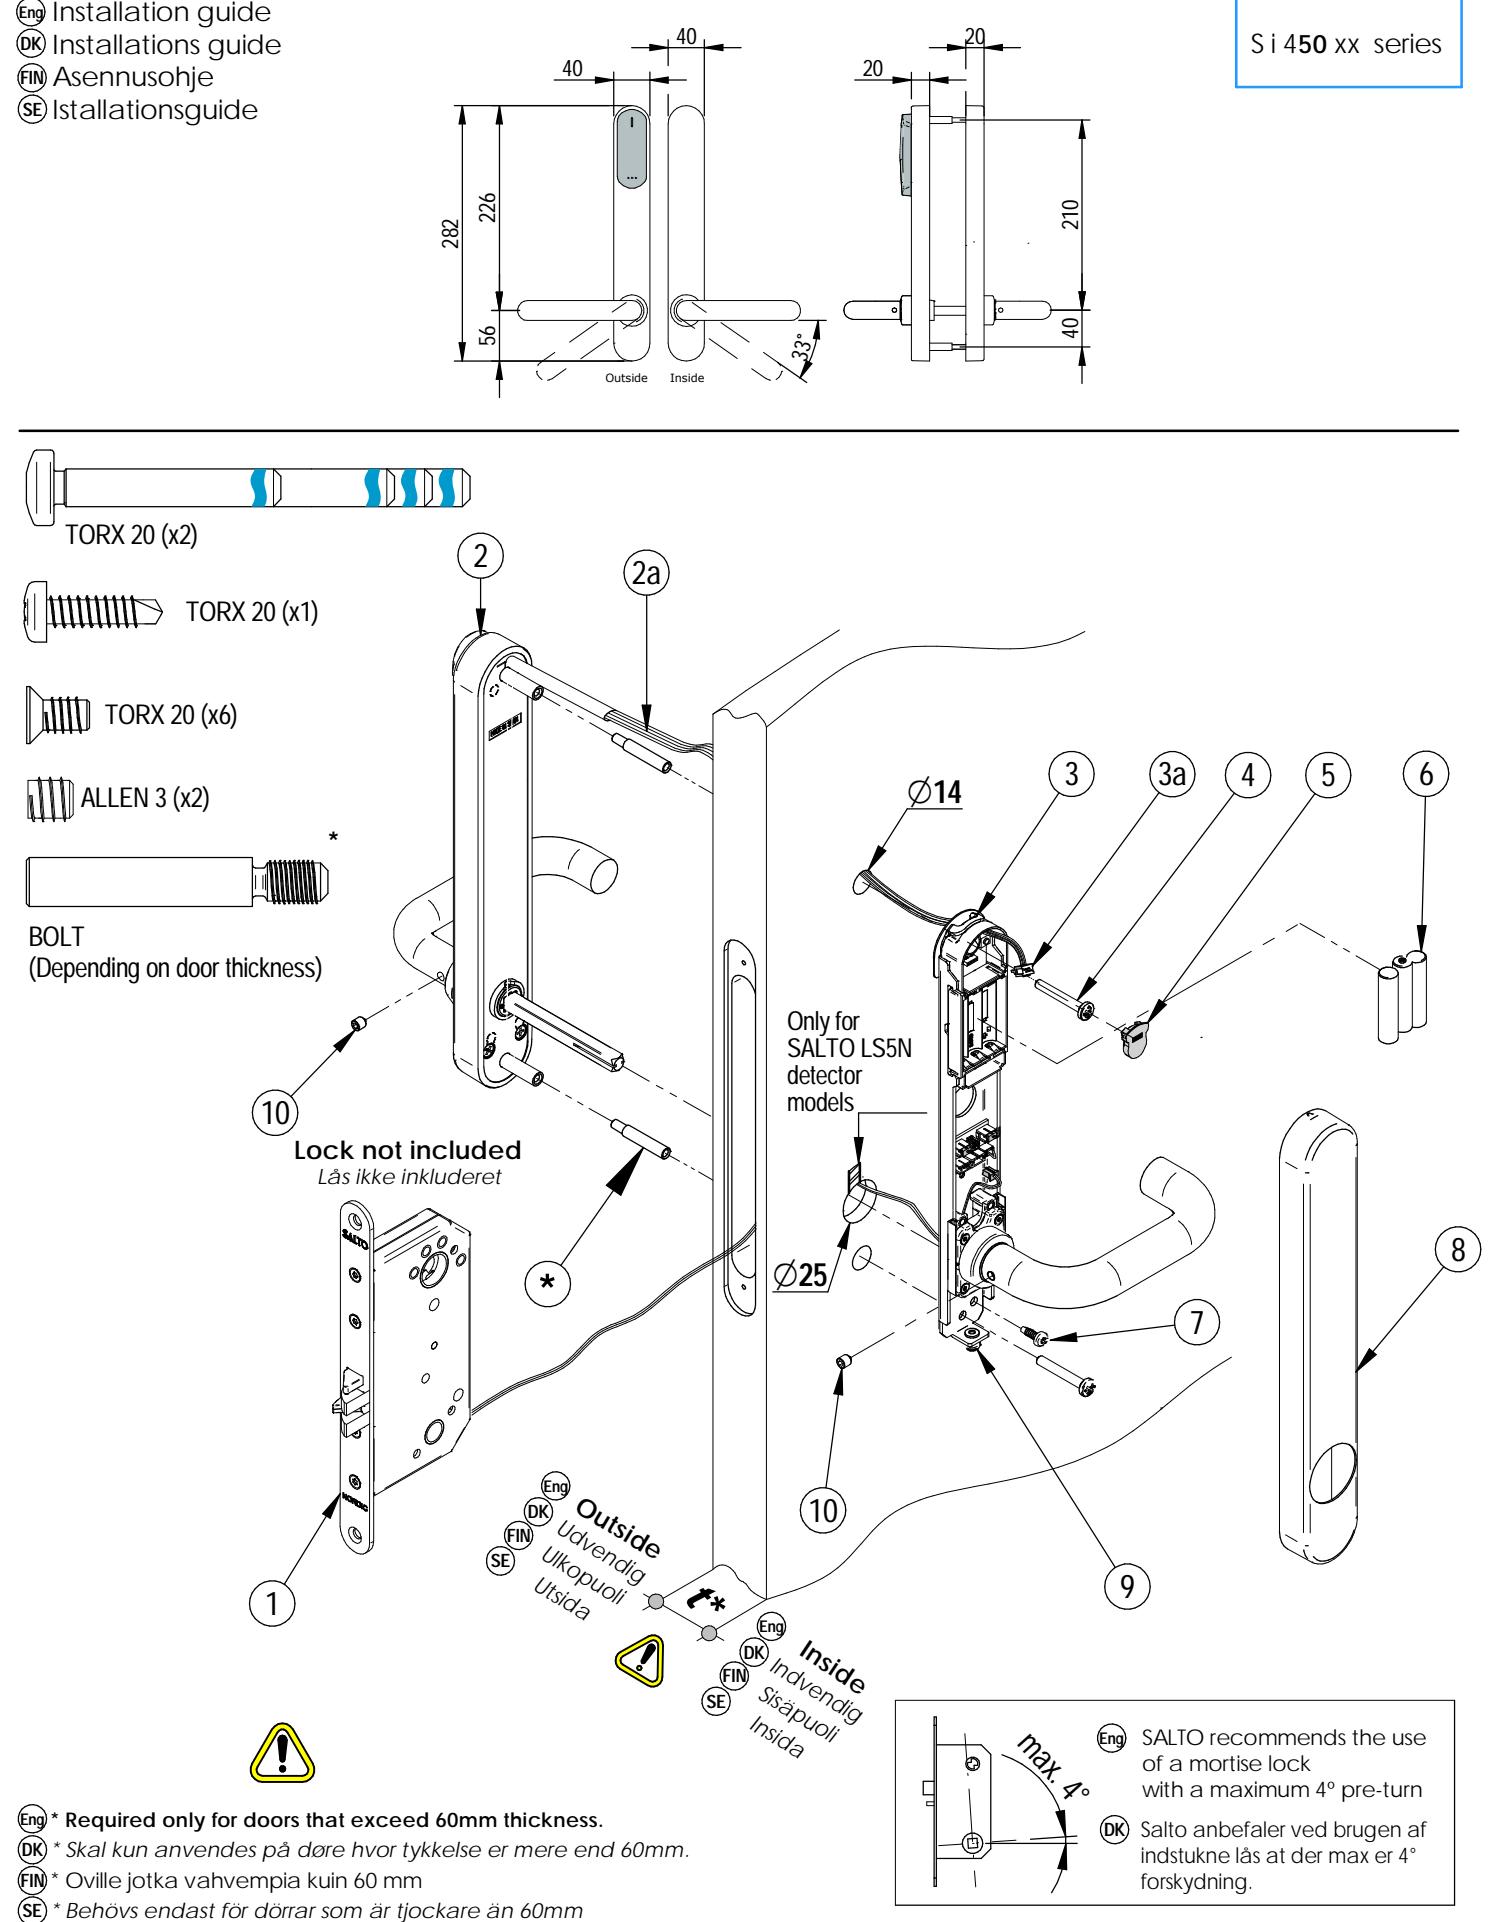 Eng Installation guide
DK Installations guide
FIN Asennusohje
SE Istallationsguide
Si 450 xx series
40
40
20
20
282
226
56
33°
210
40
Outside
Inside
TORX 20 (x2)
TORX 20 (x1)
TORX 20 (x6)
ALLEN 3 (x2)
*
BOLT
(Depending on door thickness)
2
2a
3
3a
4
5
6
Ø14
Only for
SALTO LS5N
detector
models
10
Lock not included
Lås ikke inkluderet
SALTO
NORDIC
*
Ø25
7
8
10
9
1
Eng Outside
DK Udvendig
FIN Ulkopuoli
SE Utsida
t*
Eng Inside
DK Indvendig
FIN Sisäpuoli
SE Insida
max. 4°
Eng SALTO recommends the use
of a mortise lock
with a maximum 4º pre-turn
DK Salto anbefaler ved brugen af
indstukne lås at der max er 4°
forskydning.
Eng * Required only for doors that exceed 60mm thickness.
DK * Skal kun anvendes på døre hvor tykkelse er mere end 60mm.
FIN * Oville jotka vahvempia kuin 60 mm
SE * Behövs endast för dörrar som är tjockare än 60mm